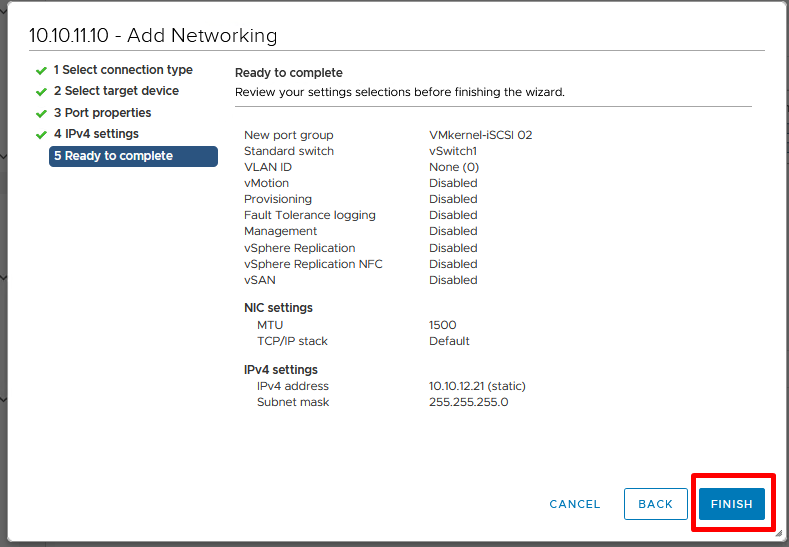 10.10.11.10 - Add Networking
1 Select connection type
2 Select target device
3 Port properties
4 IPv4 settings
5 Ready to complete
Ready to complete
Review your settings selections before finishing the wizard.
New port group VMkernel-iSCSI 02
Standard switch vSwitch1
VLAN ID None (0)
vMotion Disabled
Provisioning Disabled
Fault Tolerance logging Disabled
Management Disabled
vSphere Replication Disabled
vSphere Replication NFC Disabled
vSAN Disabled
NIC settings
MTU 1500
TCP/IP stack Default
IPv4 settings
IPv4 address 10.10.12.21 (static)
Subnet mask 255.255.255.0
CANCEL BACK FINISH